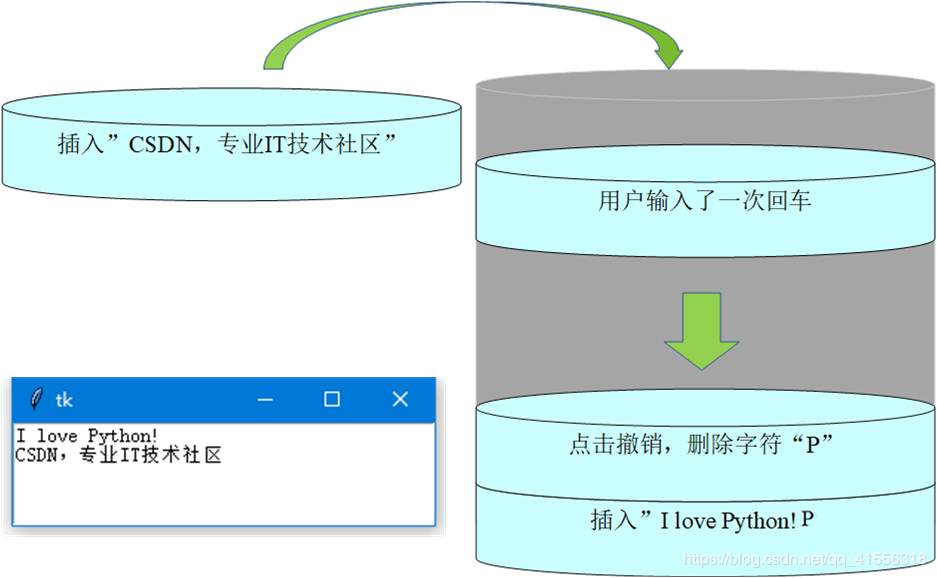 插入”CSDN，专业IT技术社区”
用户输入了一次回车
点击撤销，删除字符“P”
插入”I love Python! P
tk
I love Python!
CSDN，专业IT技术社区
https://blog.csdn.net/qq_41556318